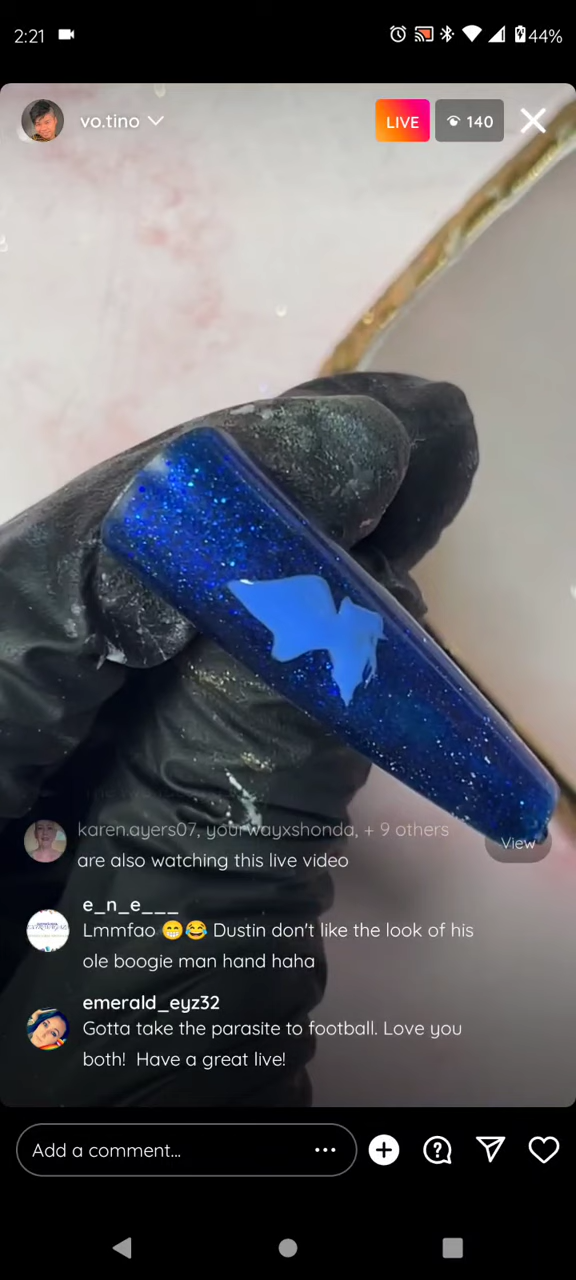 2:21
44%
vo.tino
LIVE
140
karen.ayers07, yourwayxshonda, + 9 others
are also watching this live video
View
e_n_e___
Lmmfao 😁😂 Dustin don't like the look of his
ole boogie man hand haha
emerald_eyz32
Gotta take the parasite to football. Love you
both! Have a great live!
Add a comment...